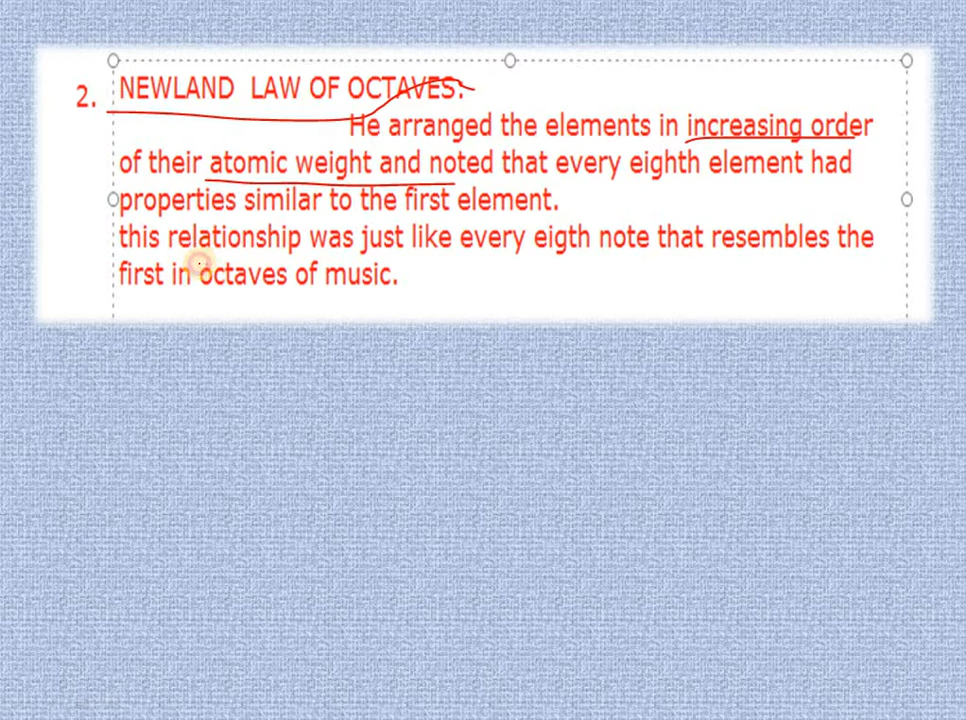 2. NEWLAND LAW OF OCTAVES:
He arranged the elements in increasing order
of their atomic weight and noted that every eighth element had
properties similar to the first element.
this relationship was just like every eigth note that resembles the
first in octaves of music.